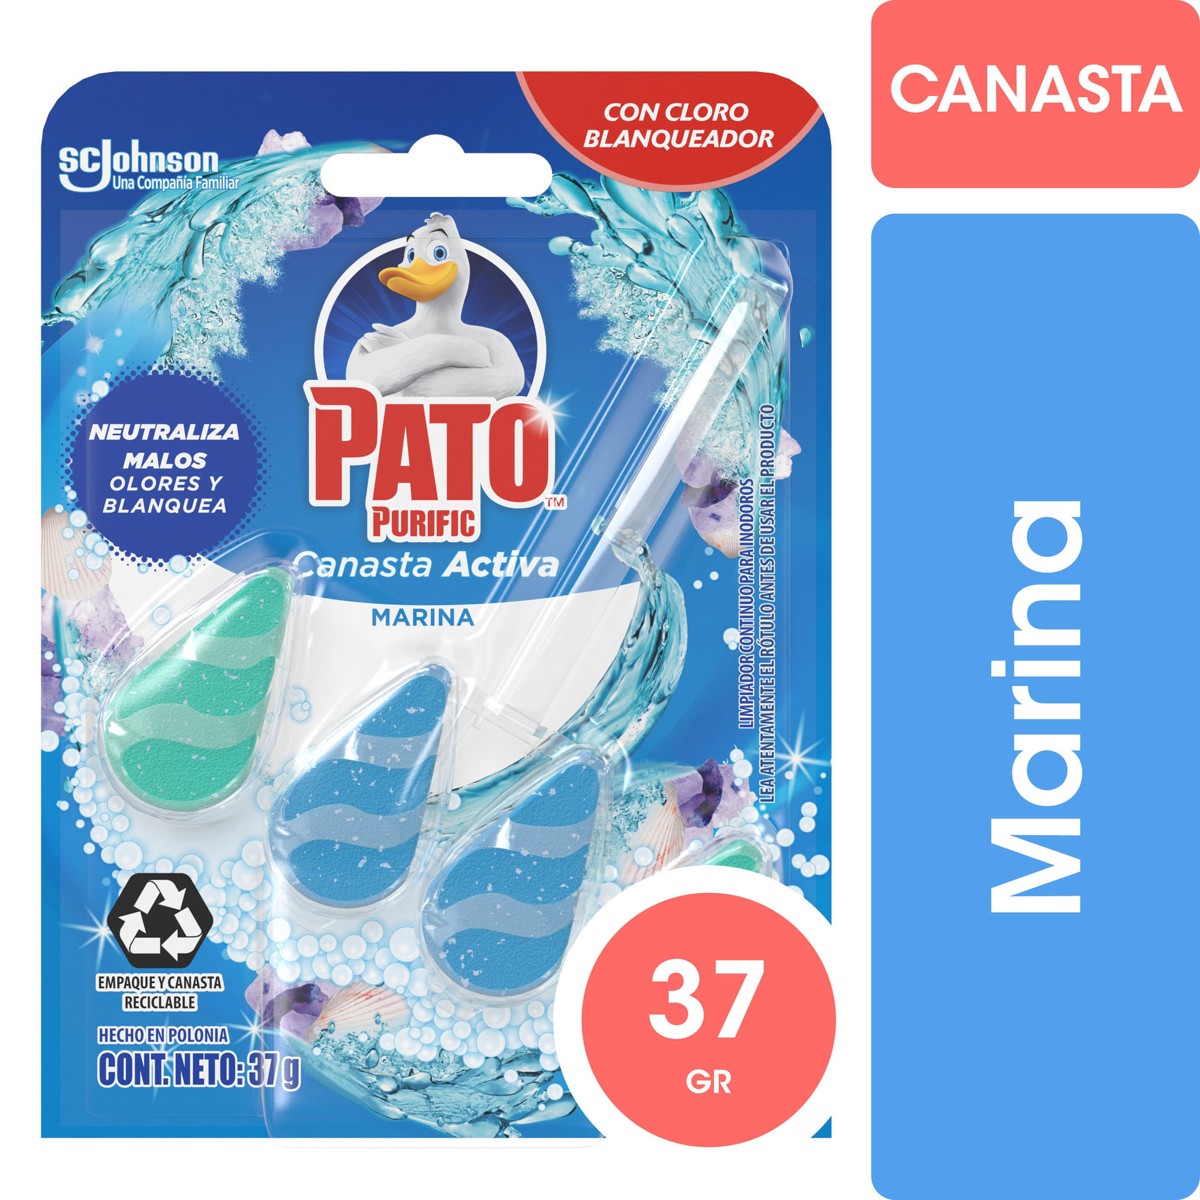 CANASTA
Marina
CON CLORO
BLANQUEADOR
SCJohnson
Una Compañía Familiar
NEUTRALIZA
MALOS
OLORES Y
BLANQUEA
PATO
TM
PURIFIC
Canasta Activa
MARINA
LIMPIADOR CONTINUO PARA INODOROS
LEA ATENTAMENTE EL RÓTULO ANTES DE USAR EL PRODUCTO
EMPAQUE Y CANASTA
RECICLABLE
HECHO EN POLONIA
CONT. NETO: 37 g
37
GR